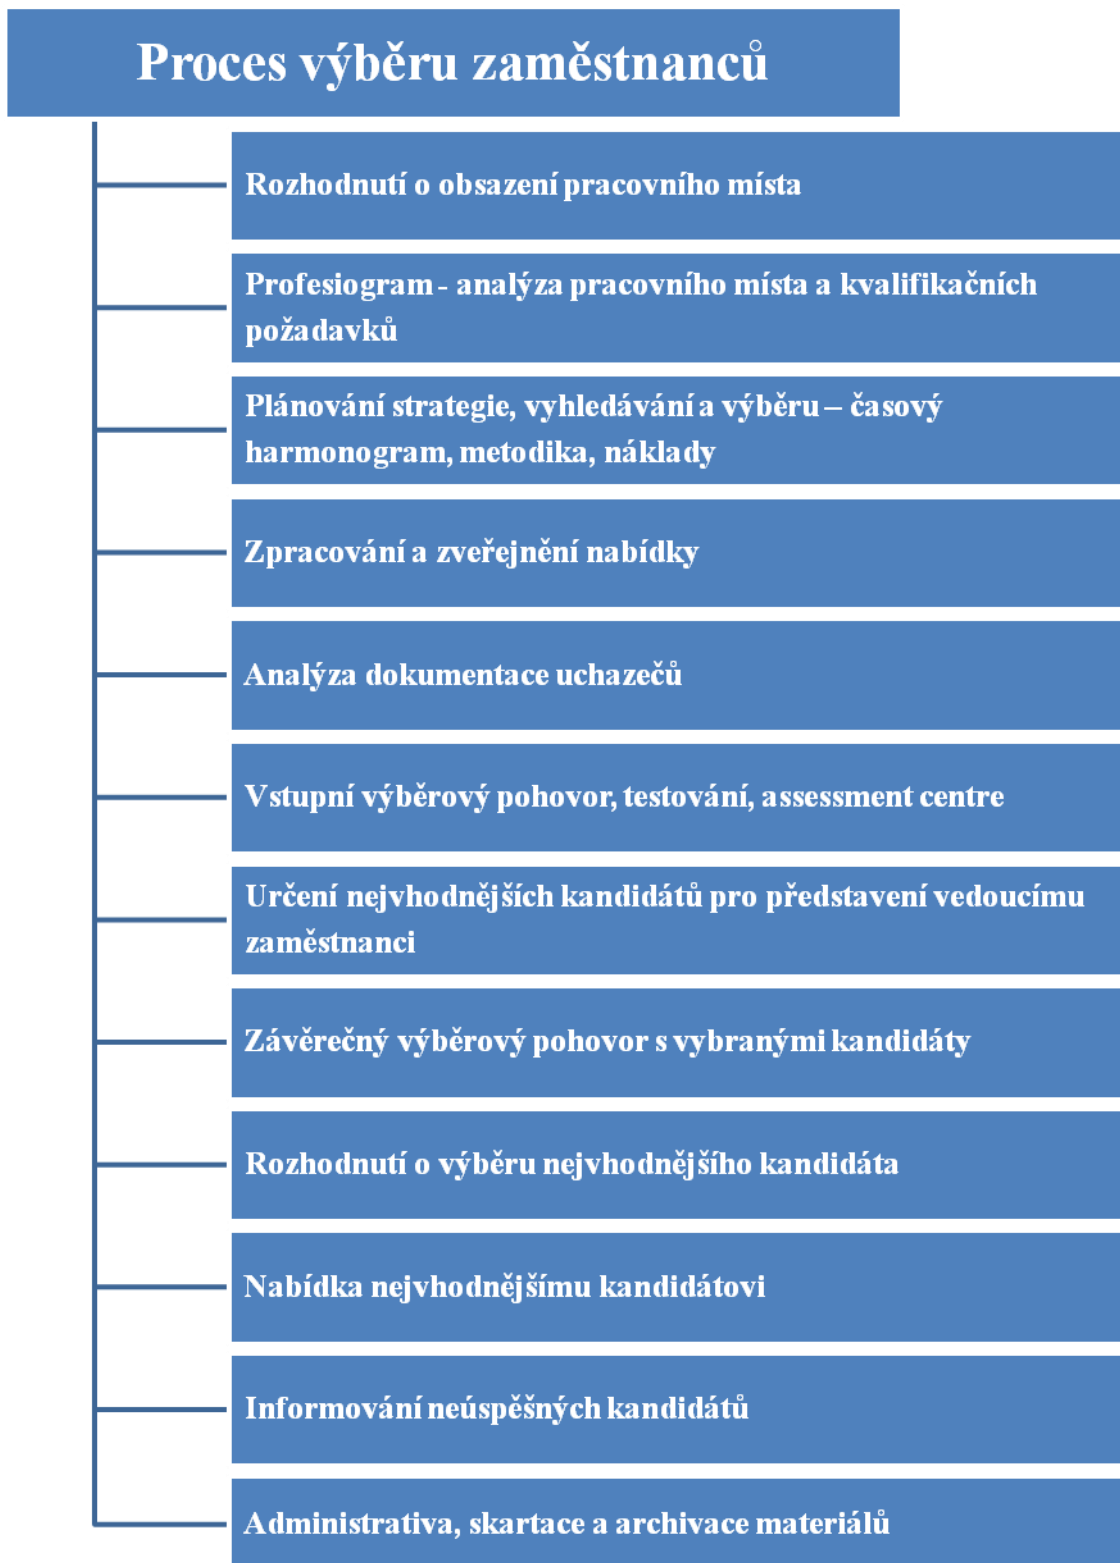 Proces výběru zaměstnanců
Rozhodnutí o obsazení pracovního místa
Profesiogram - analýza pracovního místa a kvalifikačních
požadavků
Plánování strategie, vyhledávání a výběru – časový
harmonogram, metodika, náklady
Zpracování a zveřejnění nabídky
Analýza dokumentace uchazečů
Vstupní výběrový pohovor, testování, assessment centre
Určení nejvhodnějších kandidátů pro představení vedoucímu
zaměstnanci
Závěrečný výběrový pohovor s vybranými kandidáty
Rozhodnutí o výběru nejvhodnějšího kandidáta
Nabídka nejvhodnějšímu kandidátovi
Informování neúspěšných kandidátů
Administrativa, skartace a archivace materiálů